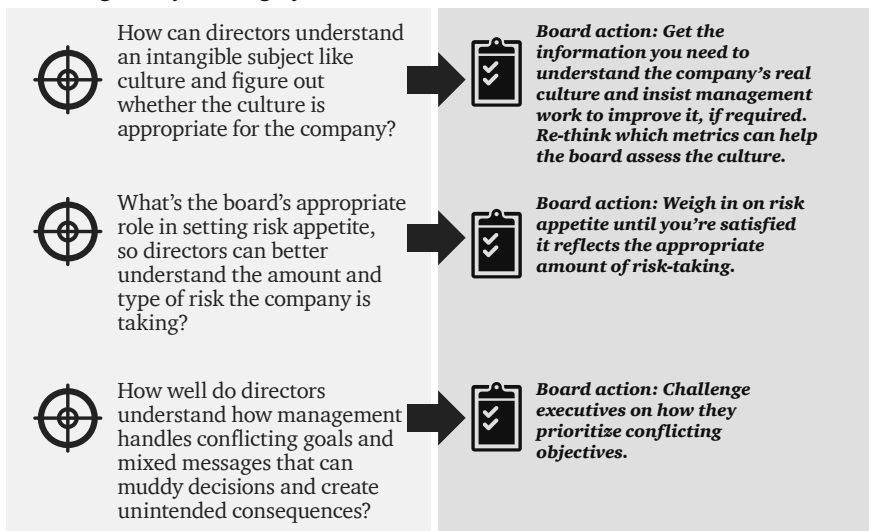 How can directors understand
an intangible subject like
culture and figure out
whether the culture is
appropriate for the company?
Board action: Get the
information you need to
understand the company's real
culture and insist management
work to improve it, if required.
Re-think which metrics can help
the board assess the culture.
What's the board's appropriate
role in setting risk appetite,
so directors can better
understand the amount and
type of risk the company is
taking?
Board action: Weigh in on risk
appetite until you're satisfied
it reflects the appropriate
amount of risk-taking.
How well do directors
understand how management
handles conflicting goals and
mixed messages that can
muddy decisions and create
unintended consequences?
Board action: Challenge
executives on how they
prioritize conflicting
objectives.